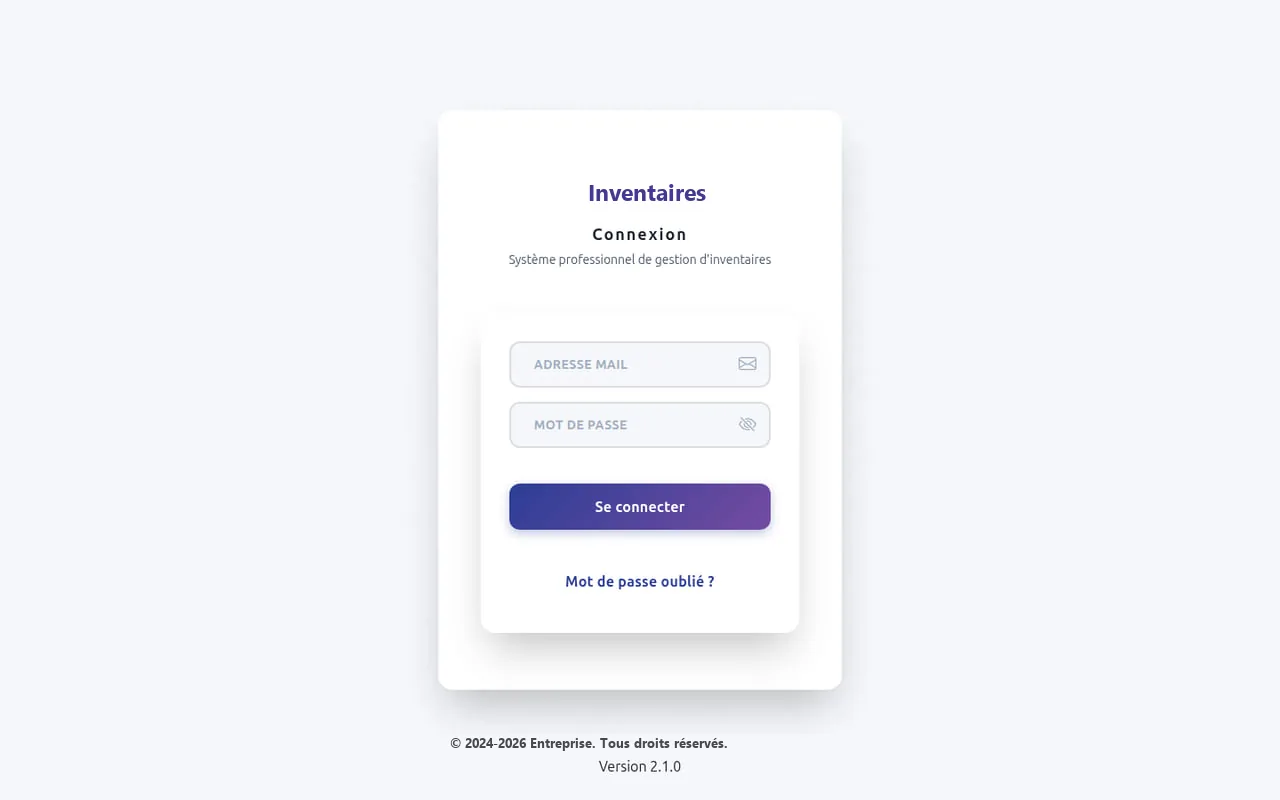 Inventaires
Connexion
Système professionnel de gestion d'inventaires
ADRESSE MAIL
MOT DE PASSE
Se connecter
Mot de passe oublié ?
© 2024-2026 Entreprise. Tous droits réservés.
Version 2.1.0